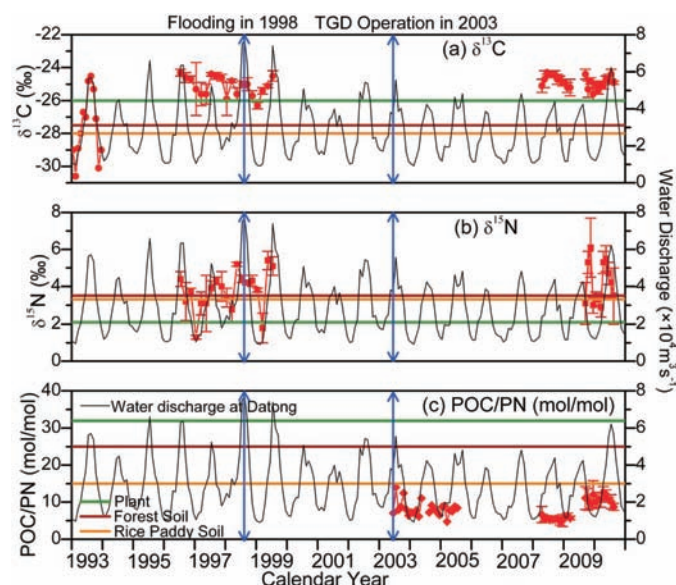 Flooding in 1998 TGD Operation in 2003
(a) δ¹³C
δ¹³C (‰)
-22
-24
-26
-28
-30
8
6
4
2
0
(b) δ¹⁵N
δ¹⁵N (‰)
8
6
4
2
0
8
6
4
2
0
Water Discharge (×10⁴m³s⁻¹)
(c) POC/PN (mol/mol)
POC/PN (mol/mol)
40
30
20
10
0
8
6
4
2
0
Water discharge at Datong
Plant
Forest Soil
Rice Paddy Soil
1993 1995 1997 1999 2001 2003 2005 2007 2009
Calendar Year